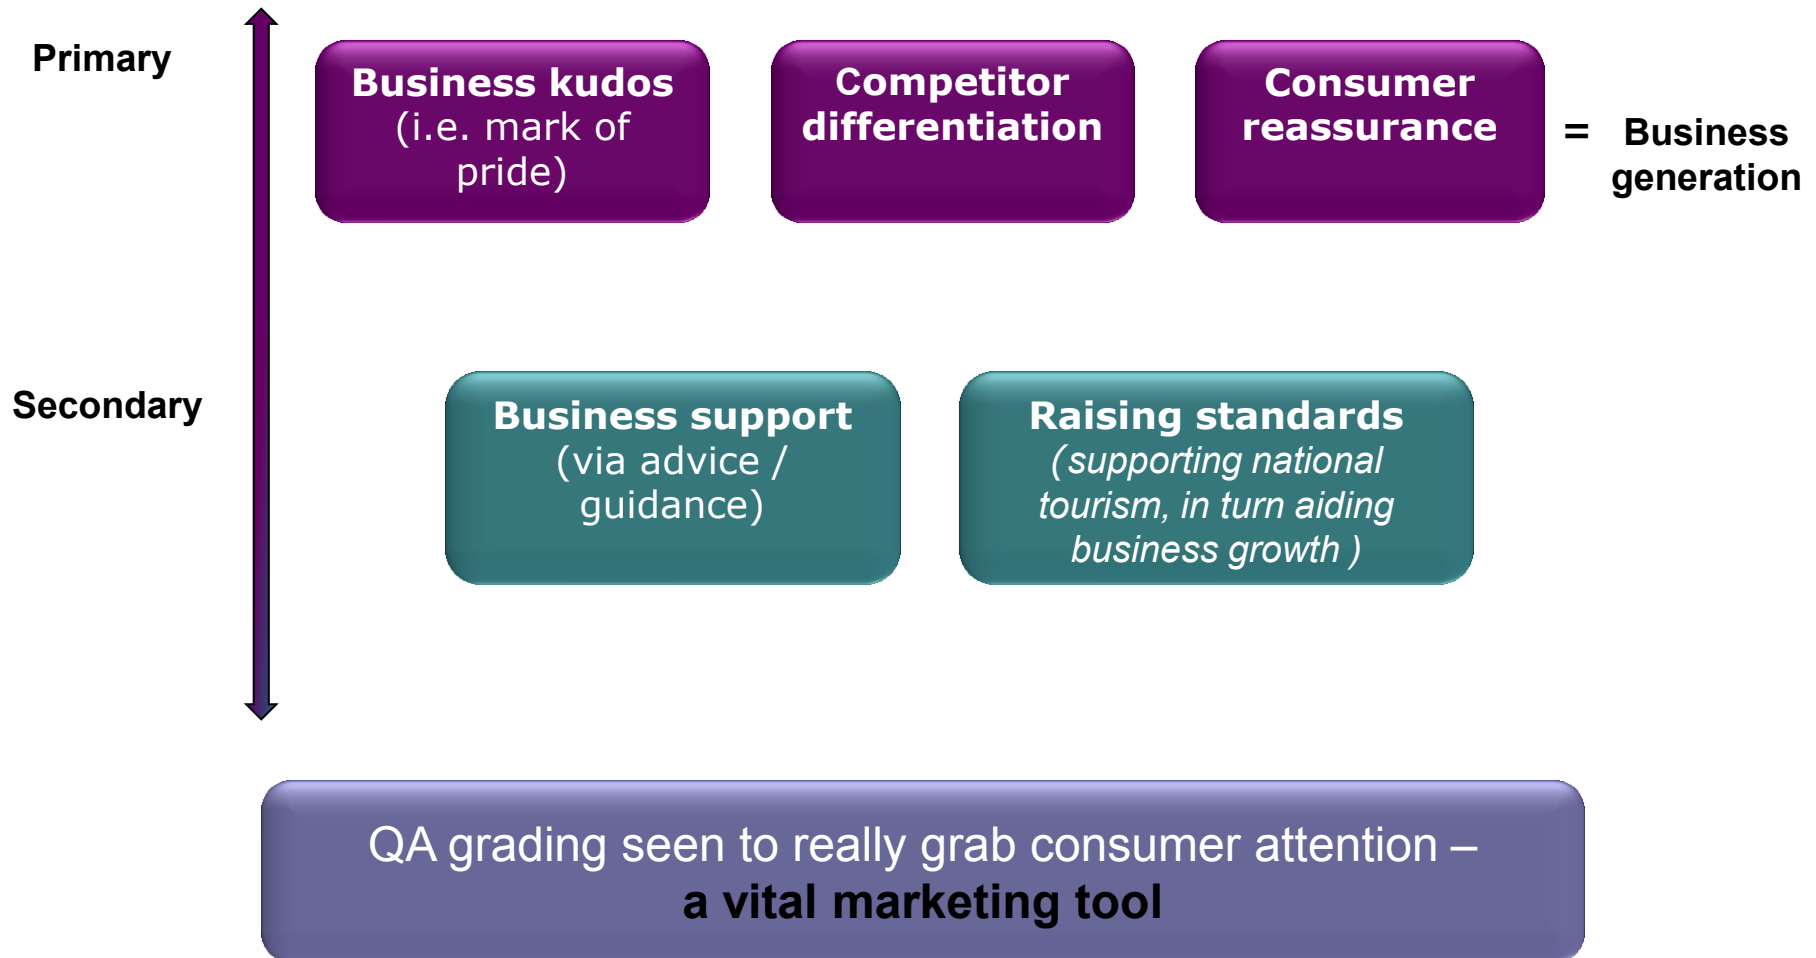 Primary
Business kudos
(i.e. mark of
pride)
Competitor
differentiation
Consumer
reassurance
= Business
generation
Secondary
Business support
(via advice /
guidance)
Raising standards
(supporting national
tourism, in turn aiding
business growth )
QA grading seen to really grab consumer attention –
a vital marketing tool